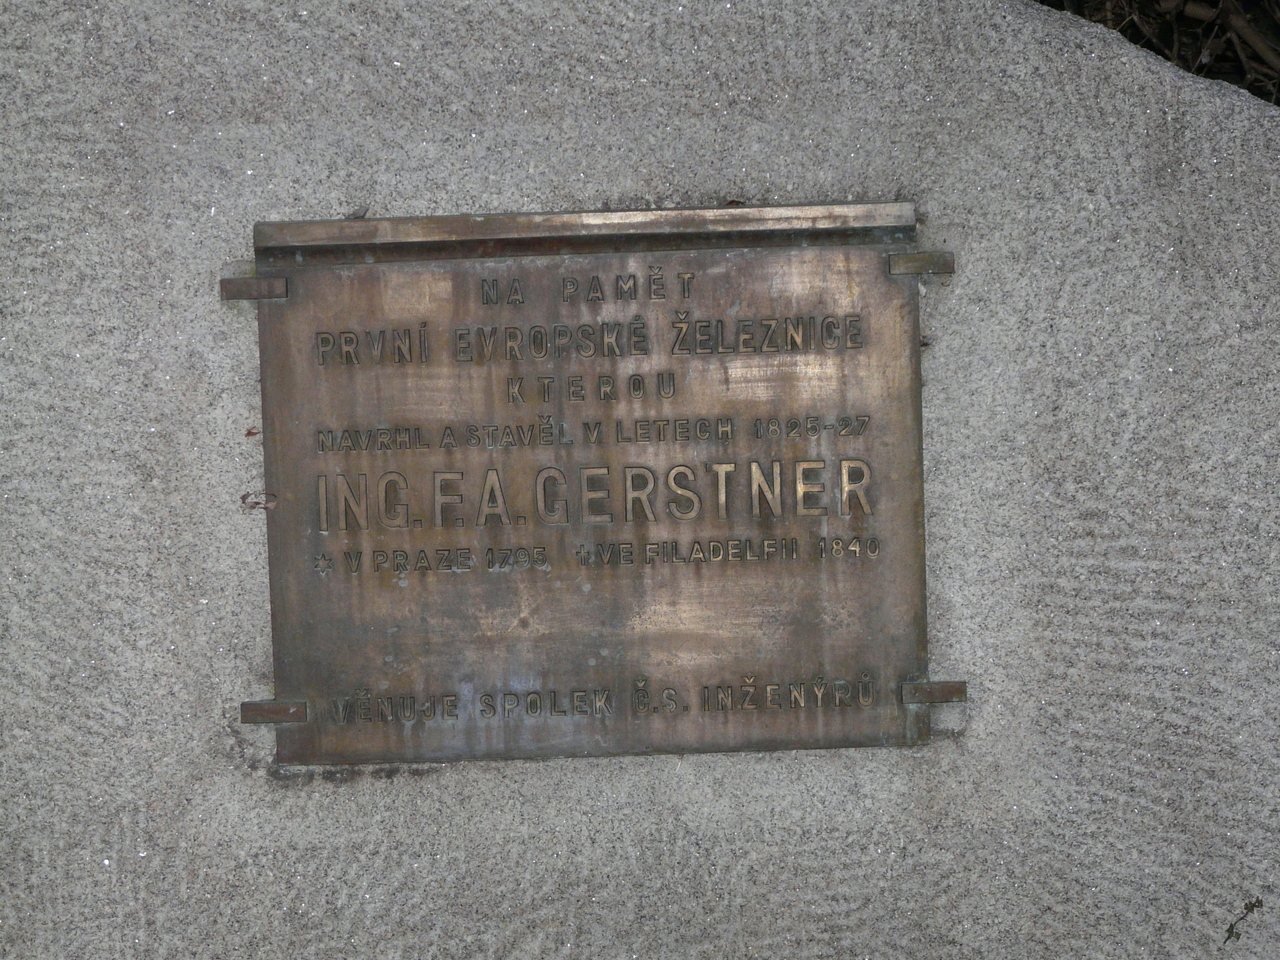 NA PAMĚT
PRVNÍ EVROPSKÉ ŽELEZNICE
KTEROU
NAVRHL A STAVĚL V LETECH 1825-27
ING. F. A. GERSTNER
* V PRAZE 1795 ✝ VE FILADELFII 1840
VĚNUJE SPOLEK Č.S. INŽENÝRŮ